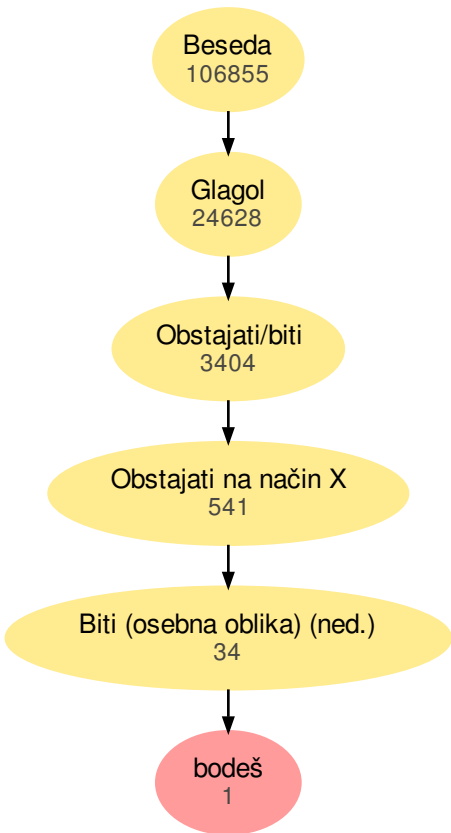 Beseda
106855
Glagol
24628
Obstajati/biti
3404
Obstajati na način X
541
Biti (osebna oblika) (ned.)
34
bodeš
1